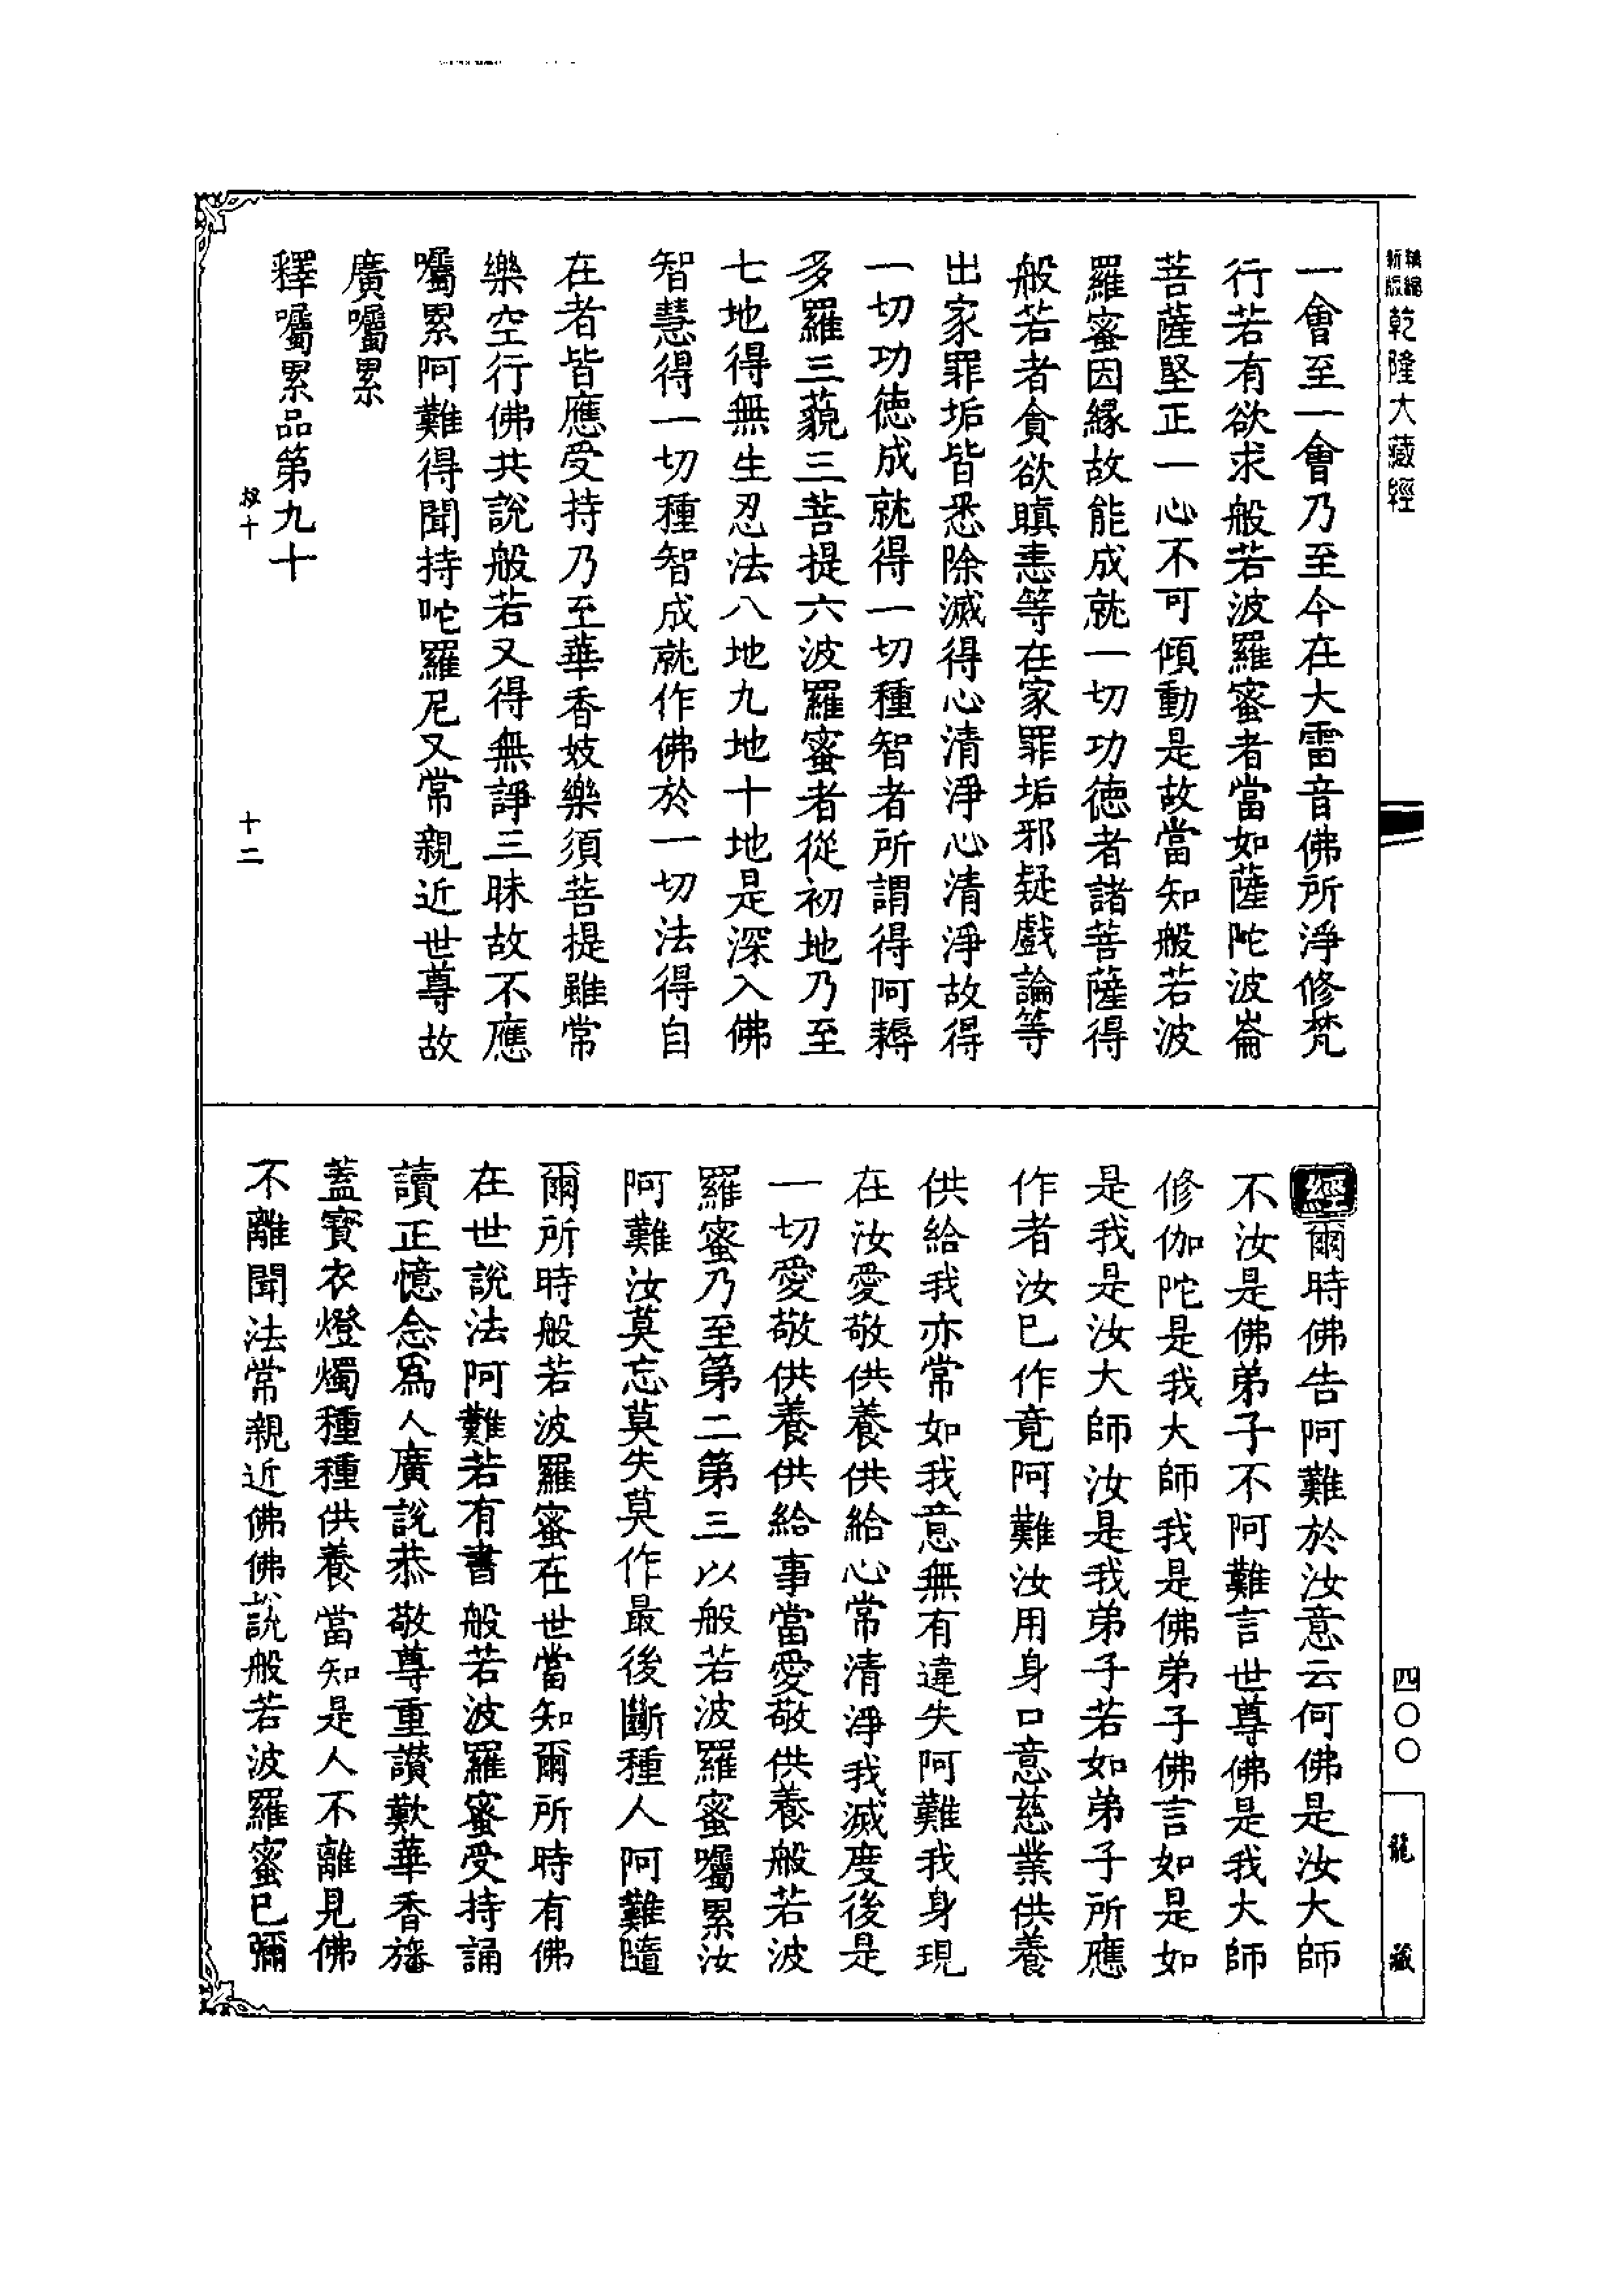 精縮新版乾隆大藏經
一會至一會乃至今在大雷音佛所淨修梵
行若有欲求般若波羅蜜者當如薩陀波崙
菩薩堅正一心不可傾動是故當知般若波
羅蜜因緣故能成就一切功德者諸菩薩得
般若者貪欲瞋恚等在家罪垢邪疑戲論等
出家罪垢皆悉除滅得心清淨心清淨故得
一切功德成就得一切種智者所謂得阿耨
多羅三藐三菩提六波羅蜜者從初地乃至
七地得無生忍法八地九地十地是深入佛
智慧得一切種智成就作佛於一切法得自
在者皆應受持乃至華香妓樂須菩提雖常
樂空行佛共說般若又得無諍三昧故不應
囑累阿難得聞持陀羅尼又常親近世尊故
廣囑累
釋囑累品第九十
十二
經爾時佛告阿難於汝意云何佛是汝大師
不汝是佛弟子不阿難言世尊佛是我大師
修伽陀是我大師我是佛弟子佛言如是如
是我是汝大師汝是我弟子若如弟子所應
作者汝已作竟阿難汝用身口意慈業供養
供給我亦常如我意無有違失阿難我身現
在汝愛敬供養供給心常清淨我滅度後是
一切愛敬供養供給事當愛敬供養般若波
羅蜜乃至第二第三以般若波羅蜜囑累汝
阿難汝莫忘莫失莫作最後斷種人阿難隨
爾所時般若波羅蜜在世當知爾所時有佛
在世說法阿難若有書般若波羅蜜受持誦
讀正憶念為人廣說恭敬尊重讚歎華香旛
蓋寶衣燈燭種種供養當知是人不離見佛
不離聞法常親近佛佛說般若波羅蜜已彌
四〇〇
龍藏